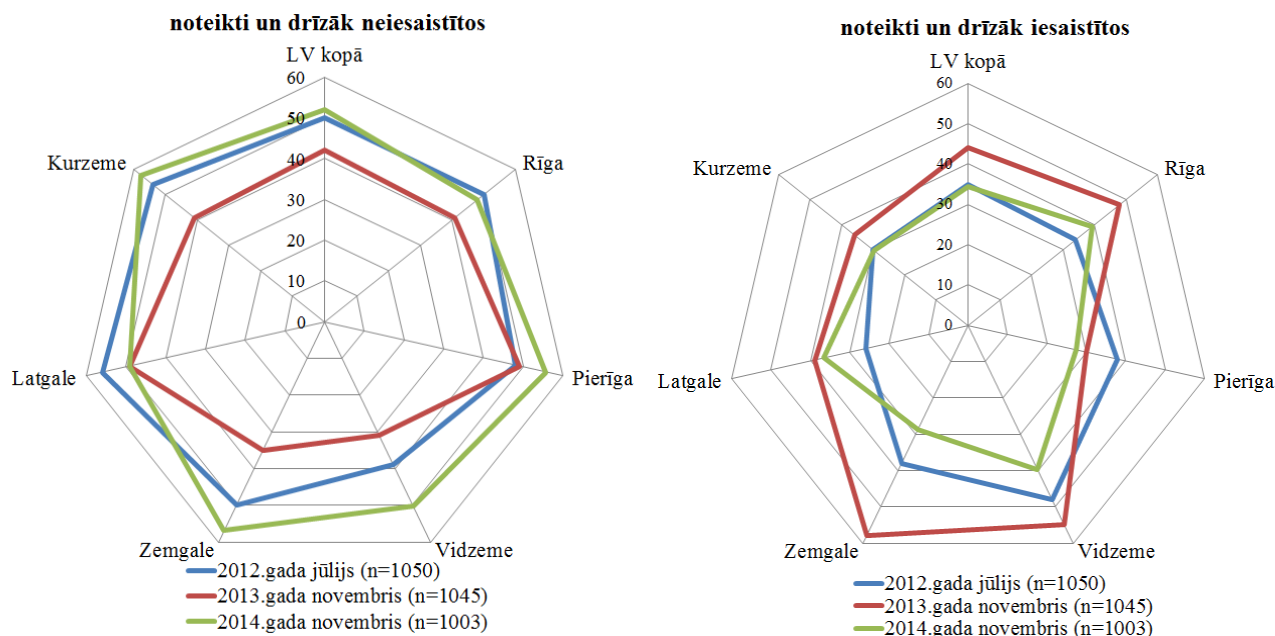 noteikti un drīzāk neiesaistītos
LV kopā
60
50
40
30
20
10
0
Rīga
Pierīga
Vidzeme
Zemgale
Latgale
Kurzeme
2012.gada jūlijs (n=1050)
2013.gada novembris (n=1045)
2014.gada novembris (n=1003)
noteikti un drīzāk iesaistītos
LV kopā
60
50
40
30
20
10
0
Rīga
Pierīga
Vidzeme
Zemgale
Latgale
Kurzeme
2012.gada jūlijs (n=1050)
2013.gada novembris (n=1045)
2014.gada novembris (n=1003)